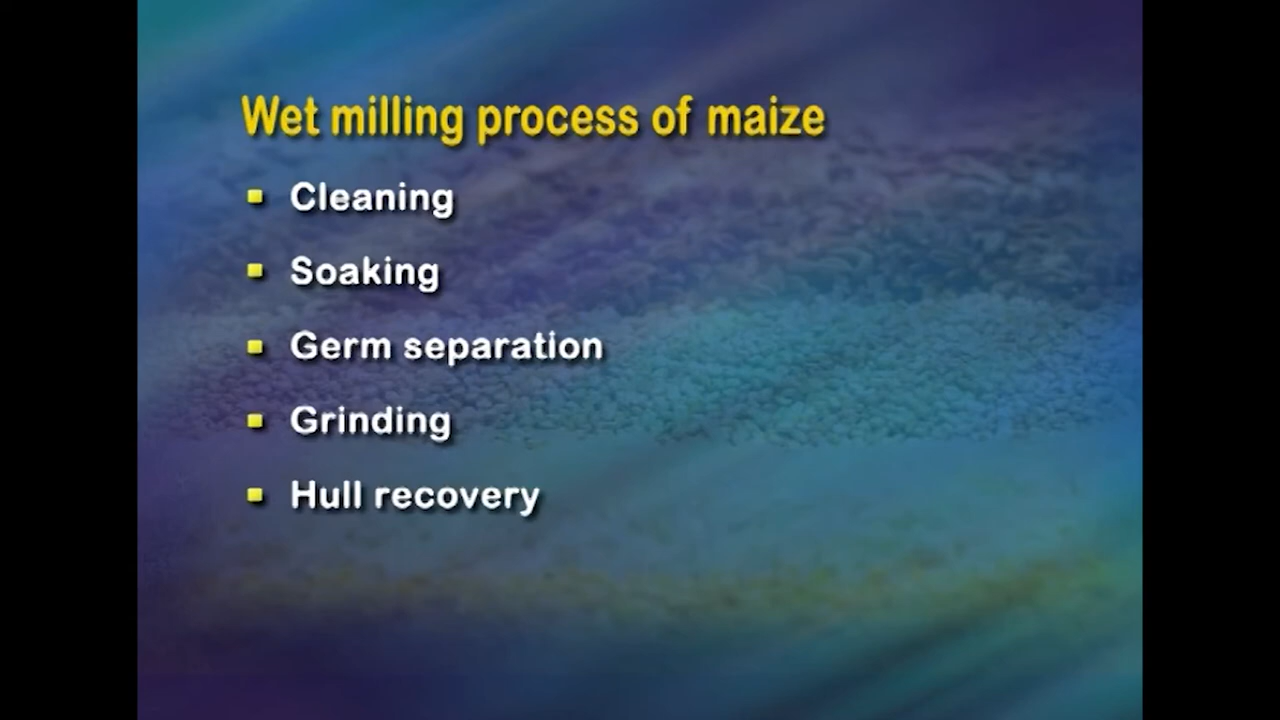 Wet milling process of maize
Cleaning
Soaking
Germ separation
Grinding
Hull recovery